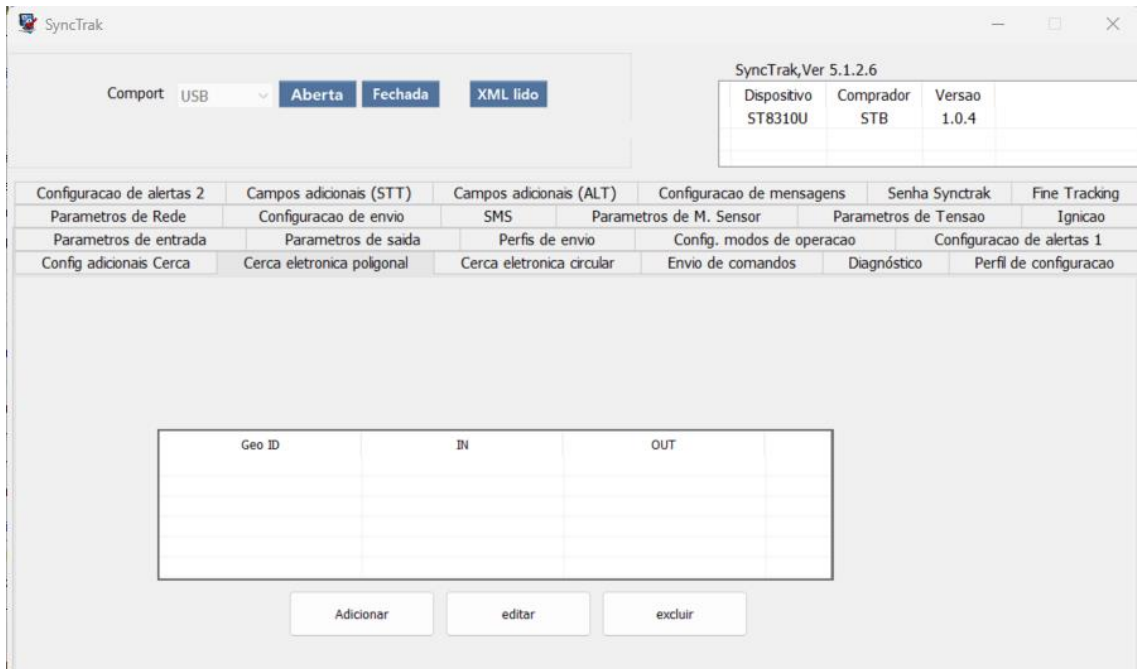 SyncTrak
SyncTrak,Ver 5.1.2.6
Comport USB Aberta Fechada XML lido
Dispositivo Comprador Versao
ST8310U STB 1.0.4
Configuracao de alertas 2 Campos adicionais (STT) Campos adicionais (ALT) Configuracao de mensagens Senha Synctrak Fine Tracking
Parametros de Rede Configuracao de envio SMS Parametros de M. Sensor Parametros de Tensao Ignicao
Parametros de entrada Parametros de saida Perfis de envio Config. modos de operacao Configuracao de alertas 1
Config adicionais Cerca Cerca eletronica poligonal Cerca eletronica circular Envio de comandos Diagnóstico Perfil de configuracao
Geo ID IN OUT
Adicionar editar excluir